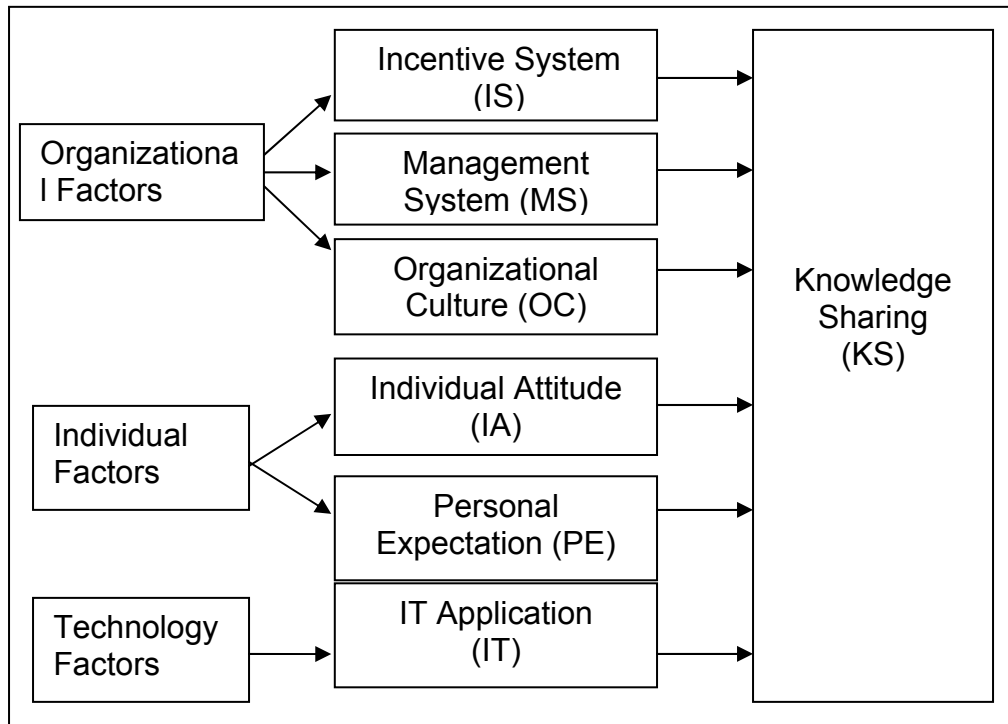 Incentive System
(IS)
Organizationa
l Factors
Management
System (MS)
Organizational
Culture (OC)
Knowledge
Sharing
(KS)
Individual
Factors
Individual Attitude
(IA)
Personal
Expectation (PE)
Technology
Factors
IT Application
(IT)